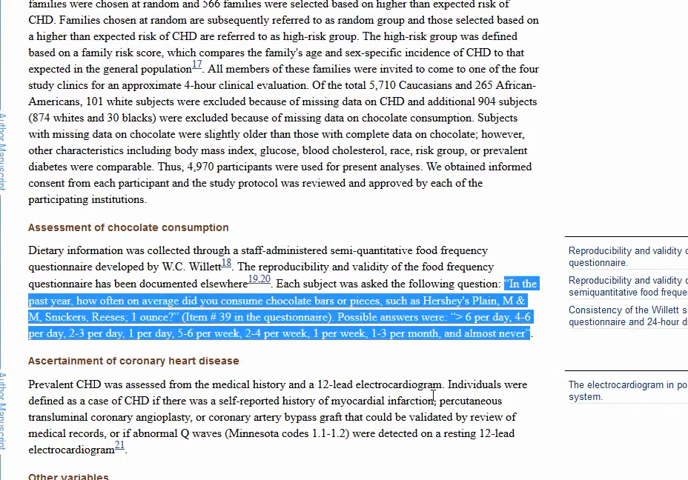 families were chosen at random and 566 families were selected based on higher than expected risk of
CHD. Families chosen at random are subsequently referred to as random group and those selected based on
a higher than expected risk of CHD are referred to as high-risk group. The high-risk group was defined
based on a family risk score, which compares the family's age and sex-specific incidence of CHD to that
expected in the general population17. All members of these families were invited to come to one of the four
study clinics for an approximate 4-hour clinical evaluation. Of the total 5,710 Caucasians and 265 African-
Americans, 101 white subjects were excluded because of missing data on CHD and additional 904 subjects
(874 whites and 30 blacks) were excluded because of missing data on chocolate consumption. Subjects
with missing data on chocolate were slightly older than those with complete data on chocolate; however,
other characteristics including body mass index, glucose, blood cholesterol, race, risk group, or prevalent
diabetes were comparable. Thus, 4,970 participants were used for present analyses. We obtained informed
consent from each participant and the study protocol was reviewed and approved by each of the
participating institutions.
Assessment of chocolate consumption
Dietary information was collected through a staff-administered semi-quantitative food frequency
questionnaire developed by W.C. Willett18. The reproducibility and validity of the food frequency
questionnaire has been documented elsewhere19,20. Each subject was asked the following question: "In the
past year, how often on average did you consume chocolate bars or pieces, such as Hershey's Plain, M &
M, Snickers, Reeses; 1 ounce?" (Item # 39 in the questionnaire). Possible answers were: "> 6 per day, 4-6
per day, 2-3 per day, 1 per day, 5-6 per week, 2-4 week, 1 per week, 1-3 per month, and almost never".
Ascertainment of coronary heart disease
Prevalent CHD was assessed from the medical history and a 12-lead electrocardiogram. Individuals were
defined as a case of CHD if there was a self-reported history of myocardial infarction, percutaneous
transluminal coronary angioplasty, or coronary artery bypass graft that could be validated by review of
medical records, or if abnormal Q waves (Minnesota codes 1.1-1.2) were detected on a resting 12-lead
electrocardiogram21.
Other variables
Reproducibility and validity o
questionnaire.
Reproducibility and validity o
semiquantitative food freque
Consistency of the Willett s
questionnaire and 24-hour d
The electrocardiogram in po
system.
Author Manuscript
Author Manuscript